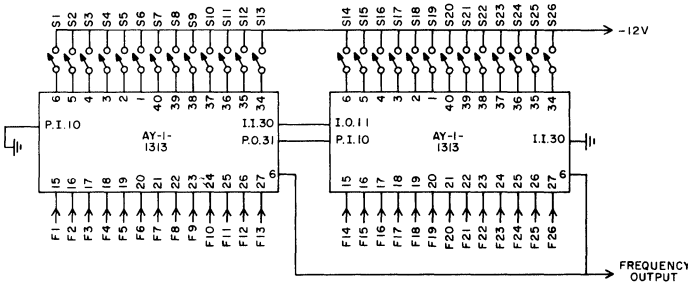 S1 S2 S3 S4 S5 S6 S7 S8 S9 S10 S11 S12 S13 S14 S15 S16 S17 S18 S19 S20 S21 S22 S23 S24 S25 S26
-12V
6 5 4 3 2 1 40 39 38 37 36 35 34 6 5 4 3 2 1 40 39 38 37 36 35 34
P.I.10 AY-1-1313 I.I.30 I.O.11 AY-1-1313 I.I.30
P.O.31 P.I.10
6 6
15 16 17 18 19 20 21 22 23 24 25 26 27 15 16 17 18 19 20 21 22 23 24 25 26 27
F1 F2 F3 F4 F5 F6 F7 F8 F9 F10 F11 F12 F13 F14 F15 F16 F17 F18 F19 F20 F21 F22 F23 F24 F25 F26
FREQUENCY
OUTPUT